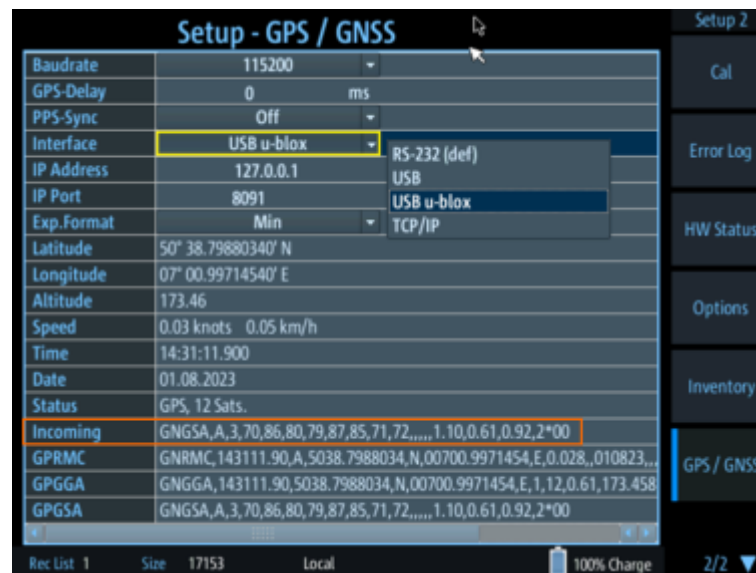 Setup - GPS / GNSS
Setup 2
Baudrate 115200
GPS-Delay 0 ms
PPS-Sync Off
Interface USB u-blox
IP Address 127.0.0.1
IP Port 8091
Exp.Format Min
RS-232 (def)
USB
USB u-blox
TCP/IP
Latitude 50° 38.79880340' N
Longitude 07° 00.99714540' E
Altitude 173.46
Speed 0.03 knots 0.05 km/h
Time 14:31:11.900
Date 01.08.2023
Status GPS, 12 Sats.
Incoming GNGSA,A,3,70,86,80,79,87,85,71,72,,,,,1.10,0.61,0.92,2*00
GPRMC GNRMC,143111.90,A,5038.7988034,N,00700.9971454,E,0.028,,010823,,,
GPGGA GNGGA,143111.90,5038.7988034,N,00700.9971454,E,1,12,0.61,173.458
GPGSA GNGSA,A,3,70,86,80,79,87,85,71,72,,,,,1.10,0.61,0.92,2*00
Cal
Error Log
HW Status
Options
Inventory
GPS / GNSS
Rec List 1 Size 17153 Local 100% Charge 2/2